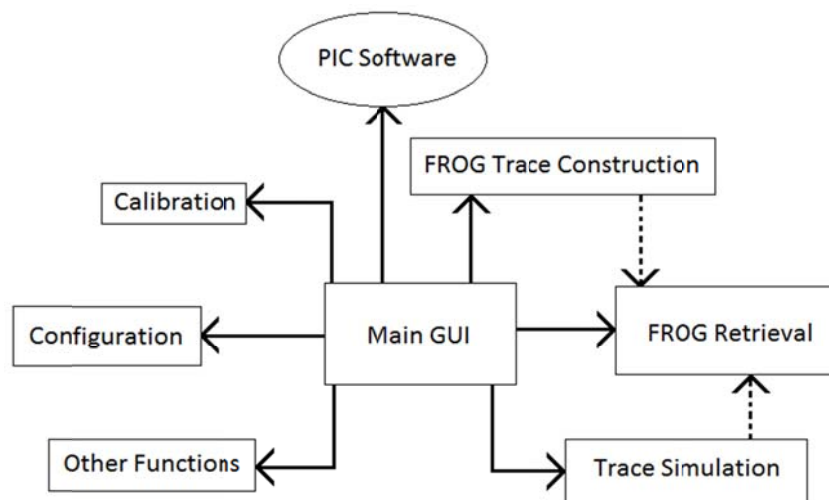 PIC Software
FROG Trace Construction
Calibration
Configuration
Main GUI
FROG Retrieval
Other Functions
Trace Simulation